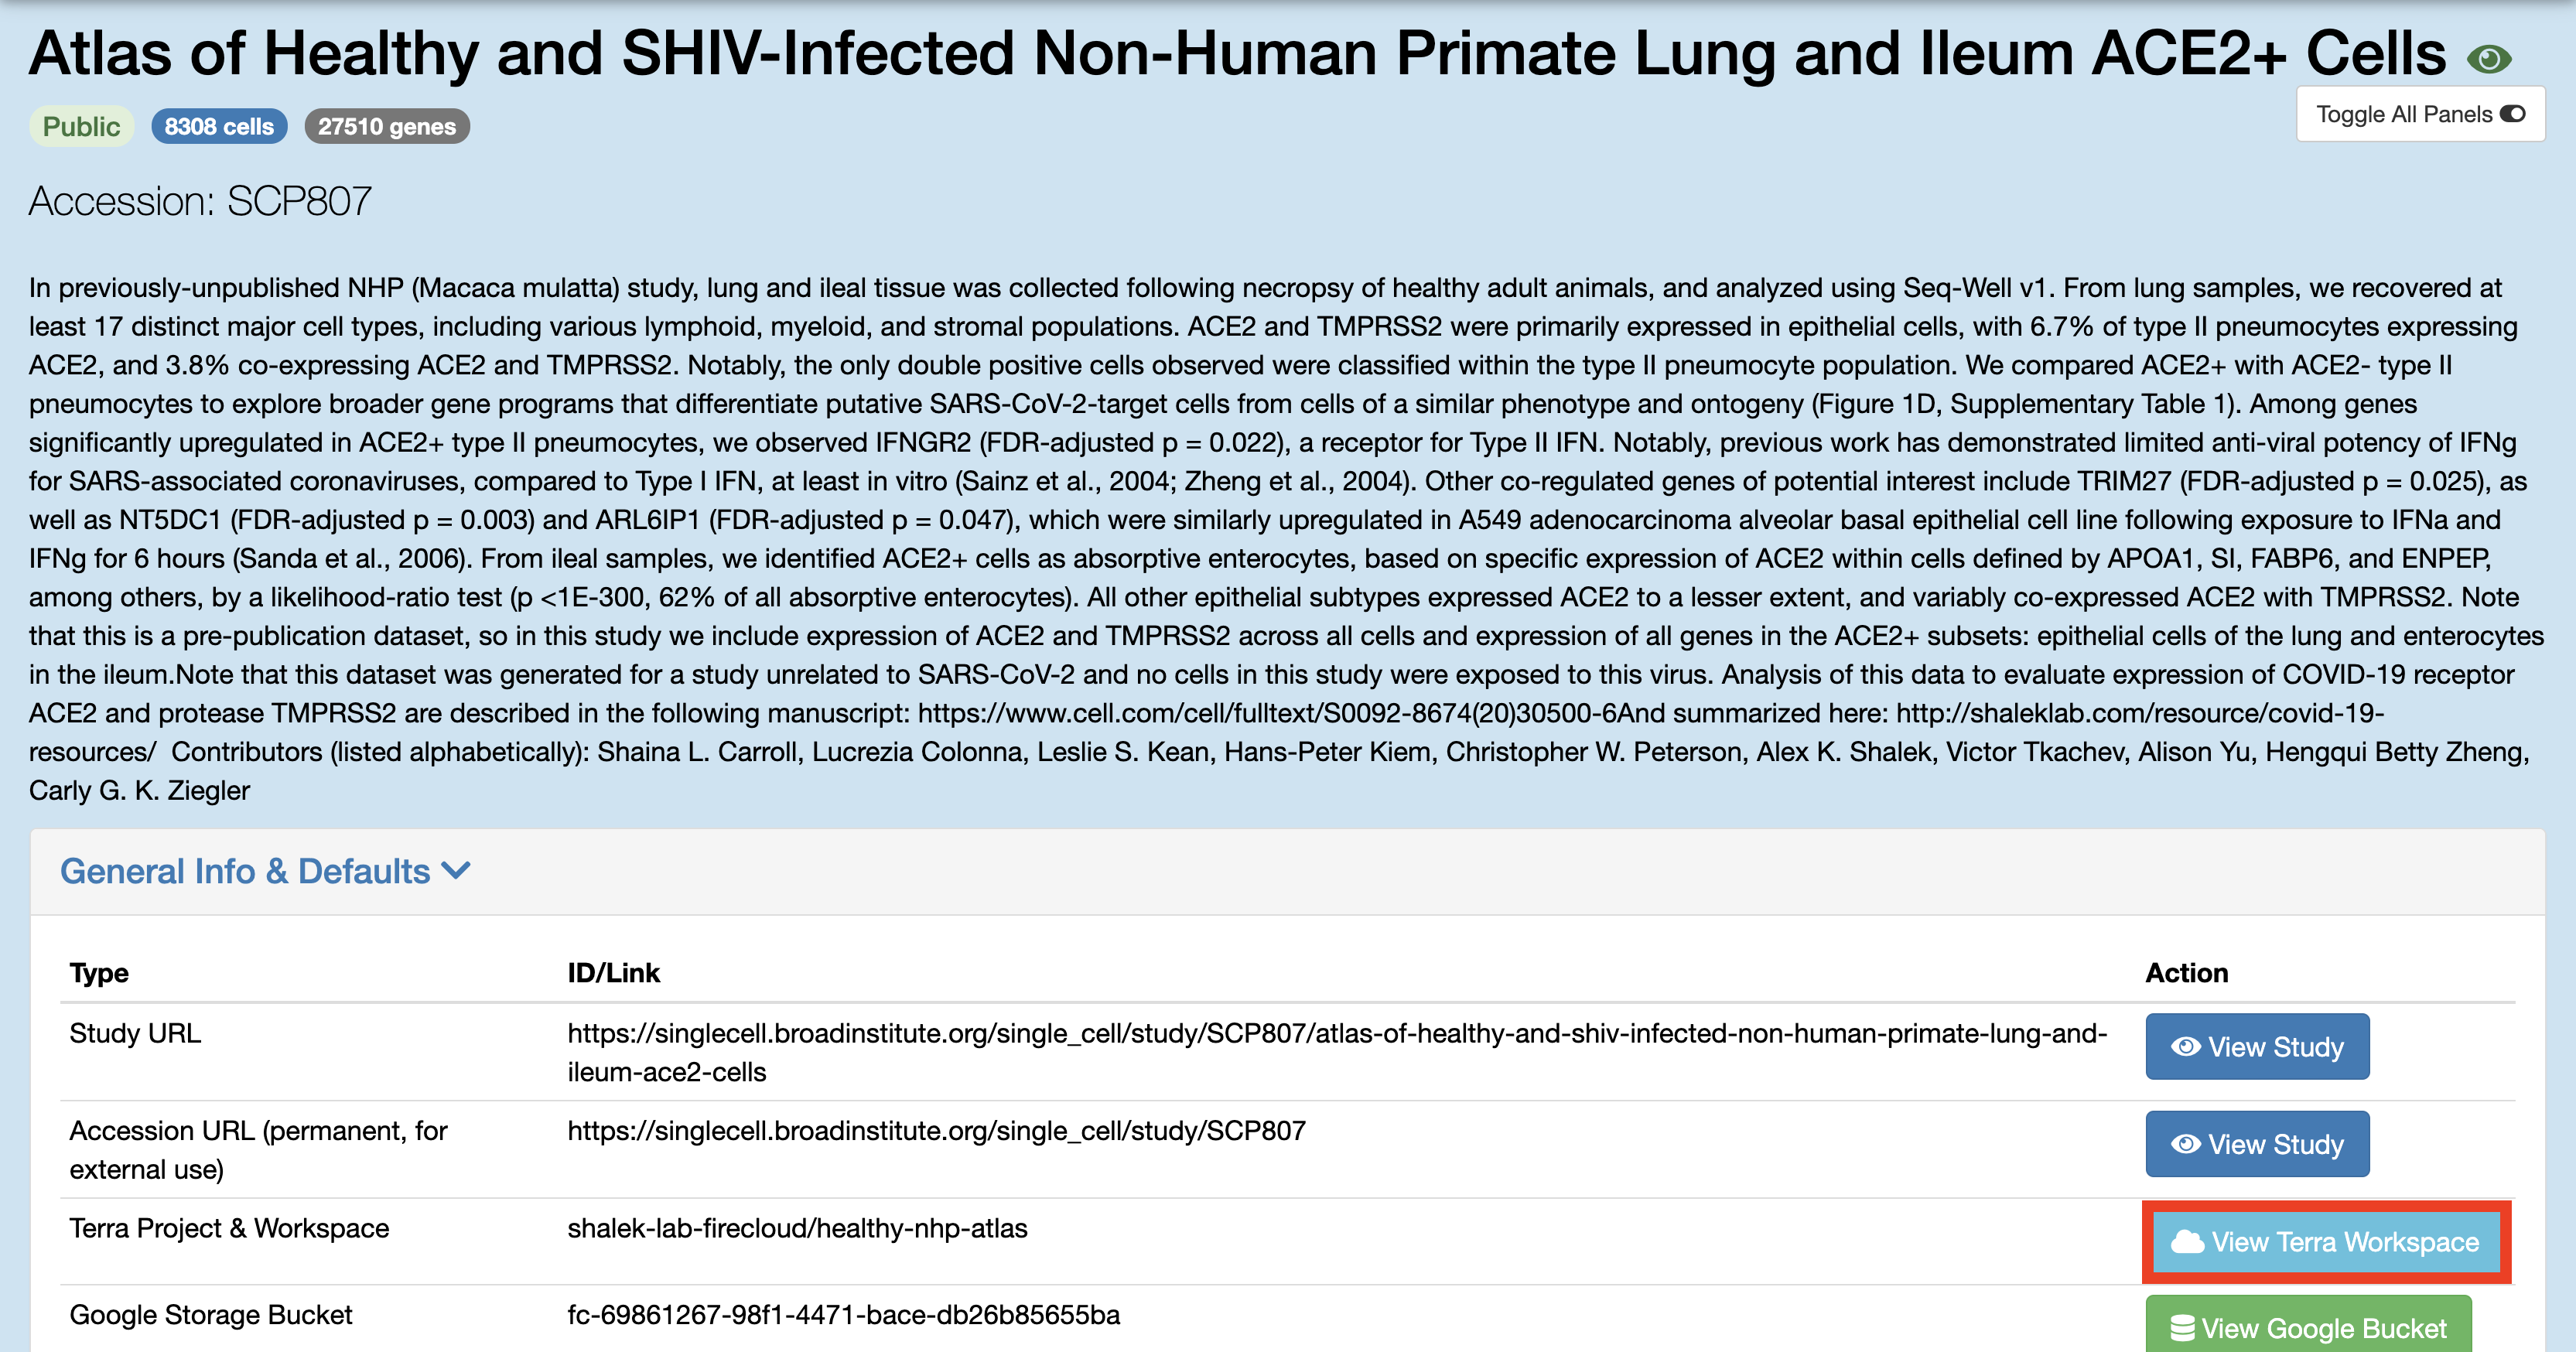 Atlas of Healthy and SHIV-Infected Non-Human Primate Lung and Ileum ACE2+ Cells
Public 8308 cells 27510 genes
Toggle All Panels
Accession: SCP807
In previously-unpublished NHP (Macaca mulatta) study, lung and ileal tissue was collected following necropsy of healthy adult animals, and analyzed using Seq-Well v1. From lung samples, we recovered at
least 17 distinct major cell types, including various lymphoid, myeloid, and stromal populations. ACE2 and TMPRSS2 were primarily expressed in epithelial cells, with 6.7% of type II pneumocytes expressing
ACE2, and 3.8% co-expressing ACE2 and TMPRSS2. Notably, the only double positive cells observed were classified within the type II pneumocyte population. We compared ACE2+ with ACE2- type II
pneumocytes to explore broader gene programs that differentiate putative SARS-CoV-2-target cells from cells of a similar phenotype and ontogeny (Figure 1D, Supplementary Table 1). Among genes
significantly upregulated in ACE2+ type II pneumocytes, we observed IFNGR2 (FDR-adjusted p = 0.022), a receptor for Type II IFN. Notably, previous work has demonstrated limited anti-viral potency of IFNg
for SARS-associated coronaviruses, compared to Type I IFN, at least in vitro (Sainz et al., 2004; Zheng et al., 2004). Other co-regulated genes of potential interest include TRIM27 (FDR-adjusted p = 0.025), as
well as NT5DC1 (FDR-adjusted p = 0.003) and ARL6IP1 (FDR-adjusted p = 0.047), which were similarly upregulated in A549 adenocarcinoma alveolar basal epithelial cell line following exposure to IFNa and
IFNg for 6 hours (Sanda et al., 2006). From ileal samples, we identified ACE2+ cells as absorptive enterocytes, based on specific expression of ACE2 within cells defined by APOA1, SI, FABP6, and ENPEP,
among others, by a likelihood-ratio test (p <1E-300, 62% of all absorptive enterocytes). All other epithelial subtypes expressed ACE2 to a lesser extent, and variably co-expressed ACE2 with TMPRSS2. Note
that this is a pre-publication dataset, so in this study we include expression of ACE2 and TMPRSS2 across all cells and expression of all genes in the ACE2+ subsets: epithelial cells of the lung and enterocytes
in the ileum.Note that this dataset was generated for a study unrelated to SARS-CoV-2 and no cells in this study were exposed to this virus. Analysis of this data to evaluate expression of COVID-19 receptor
ACE2 and protease TMPRSS2 are described in the following manuscript: https://www.cell.com/cell/fulltext/S0092-8674(20)30500-6And summarized here: http://shaleklab.com/resource/covid-19-
resources/ Contributors (listed alphabetically): Shaina L. Carroll, Lucrezia Colonna, Leslie S. Kean, Hans-Peter Kiem, Christopher W. Peterson, Alex K. Shalek, Victor Tkachev, Alison Yu, Hengqui Betty Zheng,
Carly G. K. Ziegler
General Info & Defaults
Type ID/Link Action
Study URL https://singlecell.broadinstitute.org/single_cell/study/SCP807/atlas-of-healthy-and-shiv-infected-non-human-primate-lung-and-
ileum-ace2-cells
View Study
Accession URL (permanent, for https://singlecell.broadinstitute.org/single_cell/study/SCP807
external use)
View Study
Terra Project & Workspace shalek-lab-firecloud/healthy-nhp-atlas View Terra Workspace
Google Storage Bucket fc-69861267-98f1-4471-bace-db26b85655ba View Google Bucket